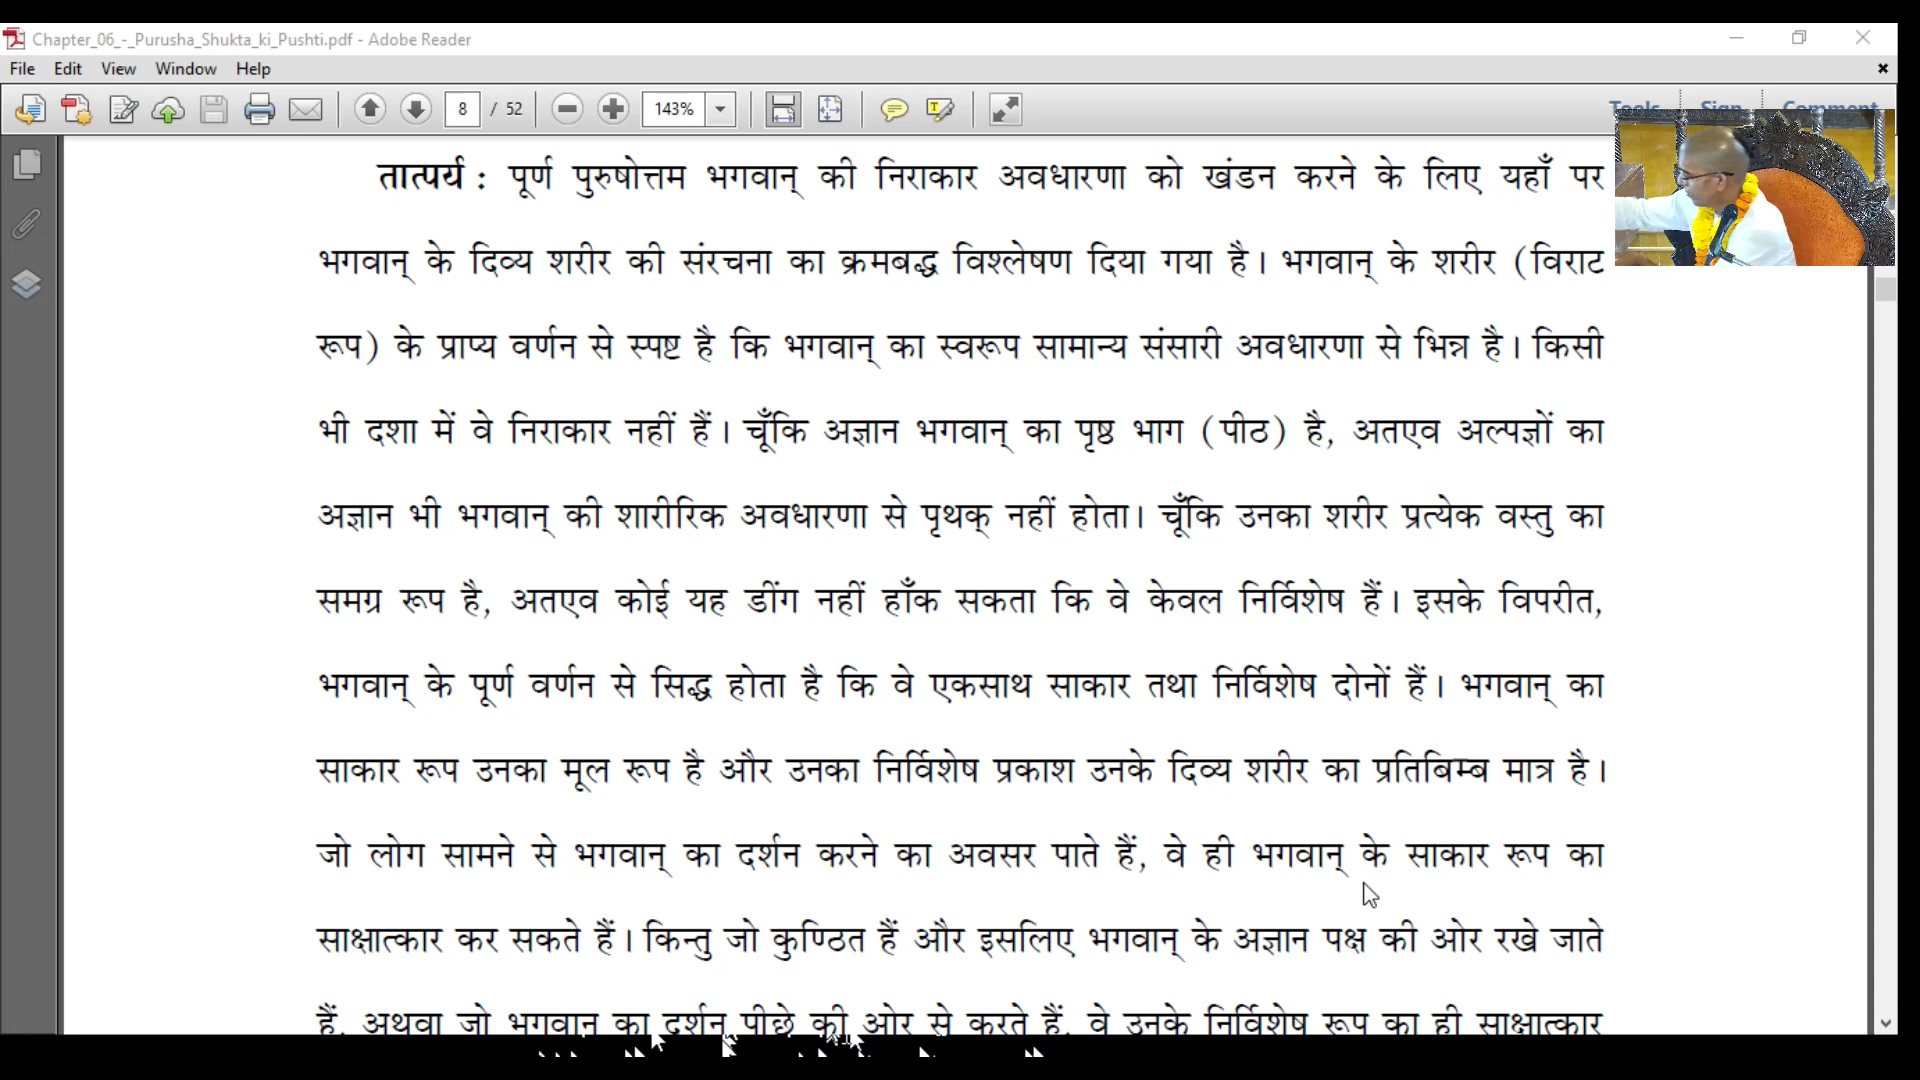 Chapter_06_-_Purusha_Shukta_ki_Pushti.pdf - Adobe Reader
File Edit View Window Help
8 / 52 143% Tools Sign Comment
तात्पर्य : पूर्ण पुरुषोत्तम भगवान् की निराकार अवधारणा को खंडन करने के लिए यहाँ पर
भगवान् के दिव्य शरीर की संरचना का क्रमबद्ध विश्लेषण दिया गया है। भगवान् के शरीर (विराट
रूप) के प्राप्य वर्णन से स्पष्ट है कि भगवान् का स्वरूप सामान्य संसारी अवधारणा से भिन्न है। किसी
भी दशा में वे निराकार नहीं हैं। चूँकि अज्ञान भगवान् का पृष्ठ भाग (पीठ) है, अतएव अल्पज्ञों का
अज्ञान भी भगवान् की शारीरिक अवधारणा से पृथक् नहीं होता। चूँकि उनका शरीर प्रत्येक वस्तु का
समग्र रूप है, अतएव कोई यह डींग नहीं हाँक सकता कि वे केवल निर्विशेष हैं। इसके विपरीत,
भगवान् के पूर्ण वर्णन से सिद्ध होता है कि वे एकसाथ साकार तथा निर्विशेष दोनों हैं। भगवान् का
साकार रूप उनका मूल रूप है और उनका निर्विशेष प्रकाश उनके दिव्य शरीर का प्रतिबिम्ब मात्र है।
जो लोग सामने से भगवान् का दर्शन करने का अवसर पाते हैं, वे ही भगवान् के साकार रूप का
साक्षात्कार कर सकते हैं। किन्तु जो कुण्ठित हैं और इसलिए भगवान् के अज्ञान पक्ष की ओर रखे जाते
हैं, अथवा जो भगवान् का दर्शन पीछे की ओर से करते हैं, वे उनके निर्विशेष रूप का ही साक्षात्कार